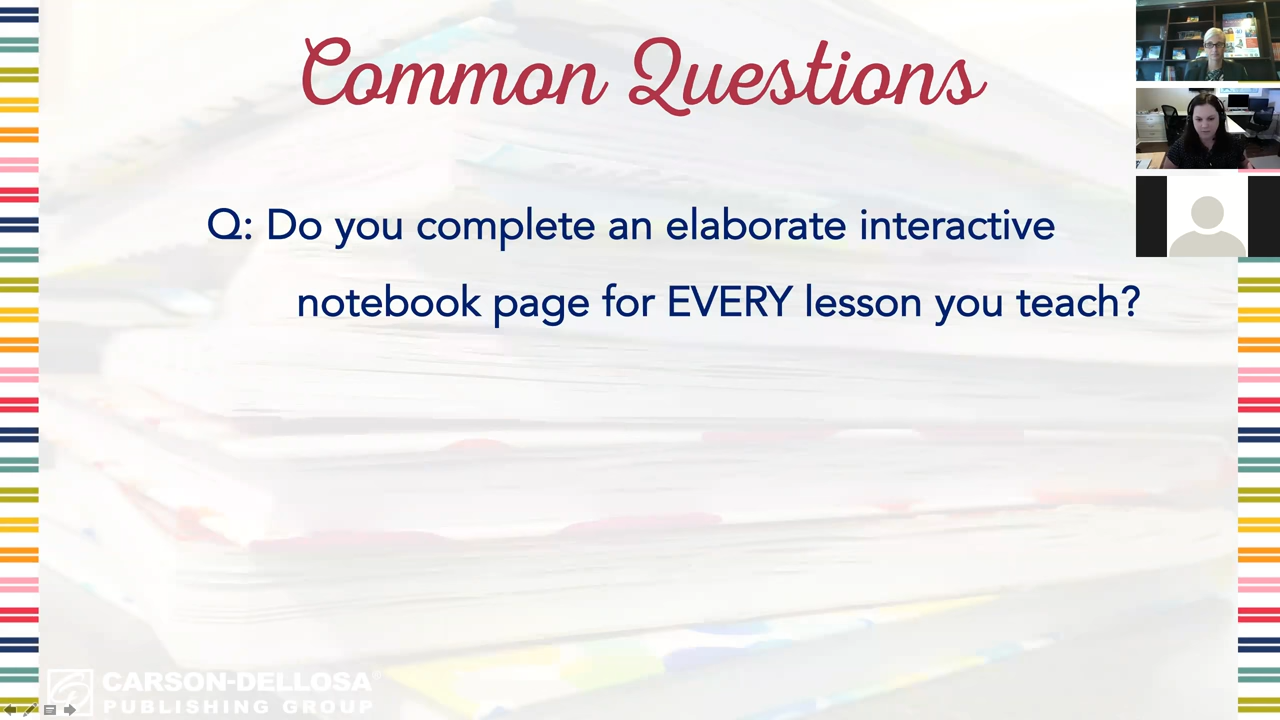 Common Questions
Q: Do you complete an elaborate interactive
notebook page for EVERY lesson you teach?
CARSON-DELLOSA
PUBLISHING GROUP